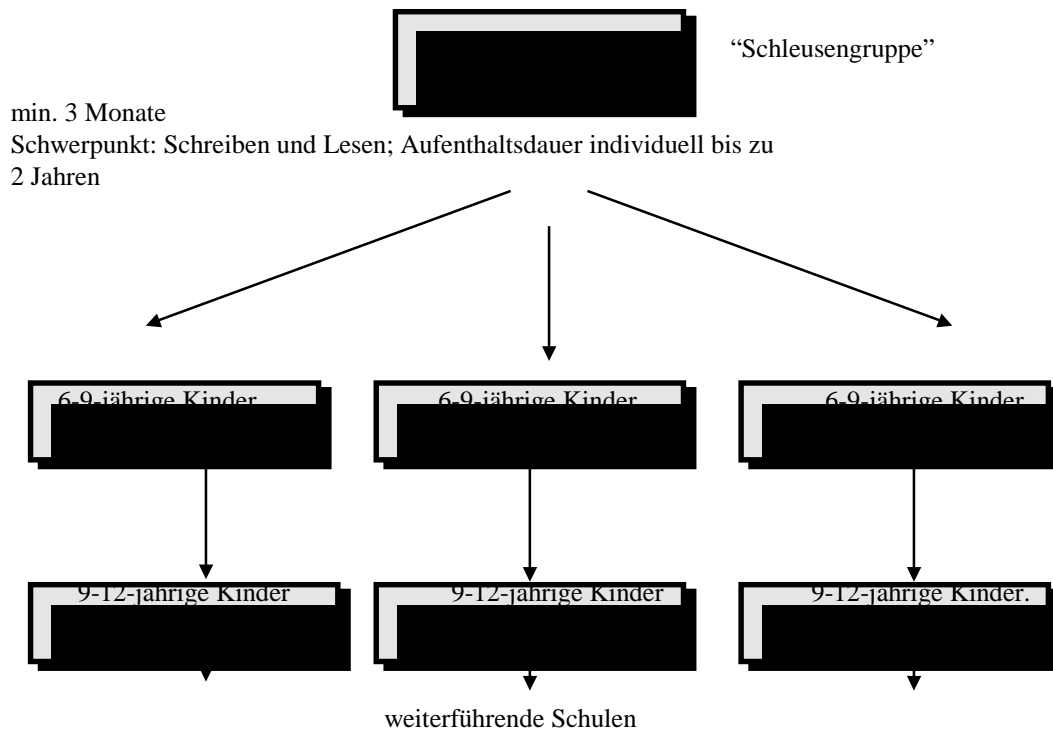 “Schleusengruppe”
min. 3 Monate
Schwerpunkt: Schreiben und Lesen; Aufenthaltsdauer individuell bis zu
2 Jahren
6-9-jährige Kinder
6-9-jährige Kinder
6-9-jährige Kinder
9-12-jährige Kinder
9-12-jährige Kinder
9-12-jährige Kinder.
weiterführende Schulen